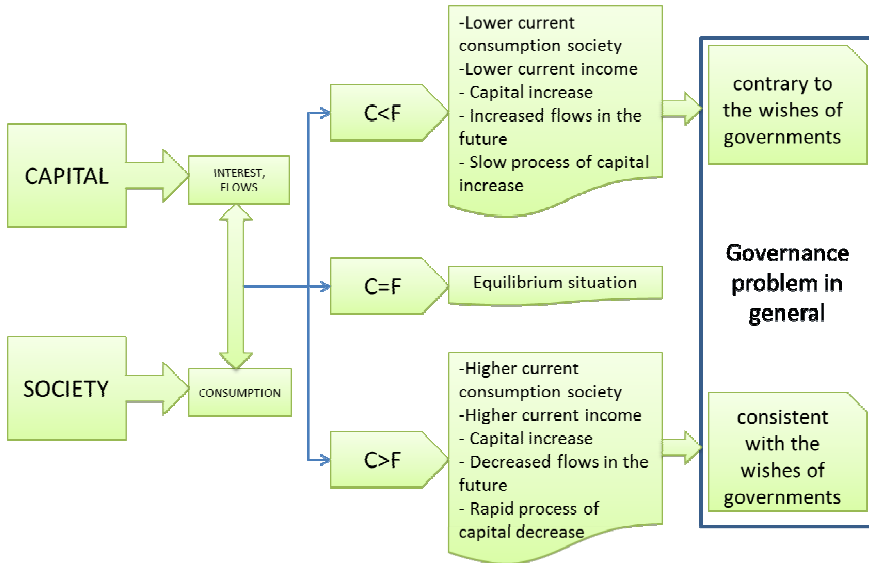 CAPITAL
INTEREST,
FLOWS
SOCIETY
CONSUMPTION
C<F
-Lower current
consumption society
-Lower current income
- Capital increase
- Increased flows in the
future
- Slow process of capital
increase
contrary to
the wishes of
governments
C=F
Equilibrium situation
Governance
problem in
general
C>F
-Higher current
consumption society
-Higher current income
- Capital increase
- Decreased flows in the
future
- Rapid process of
capital decrease
consistent
with the
wishes of
governments